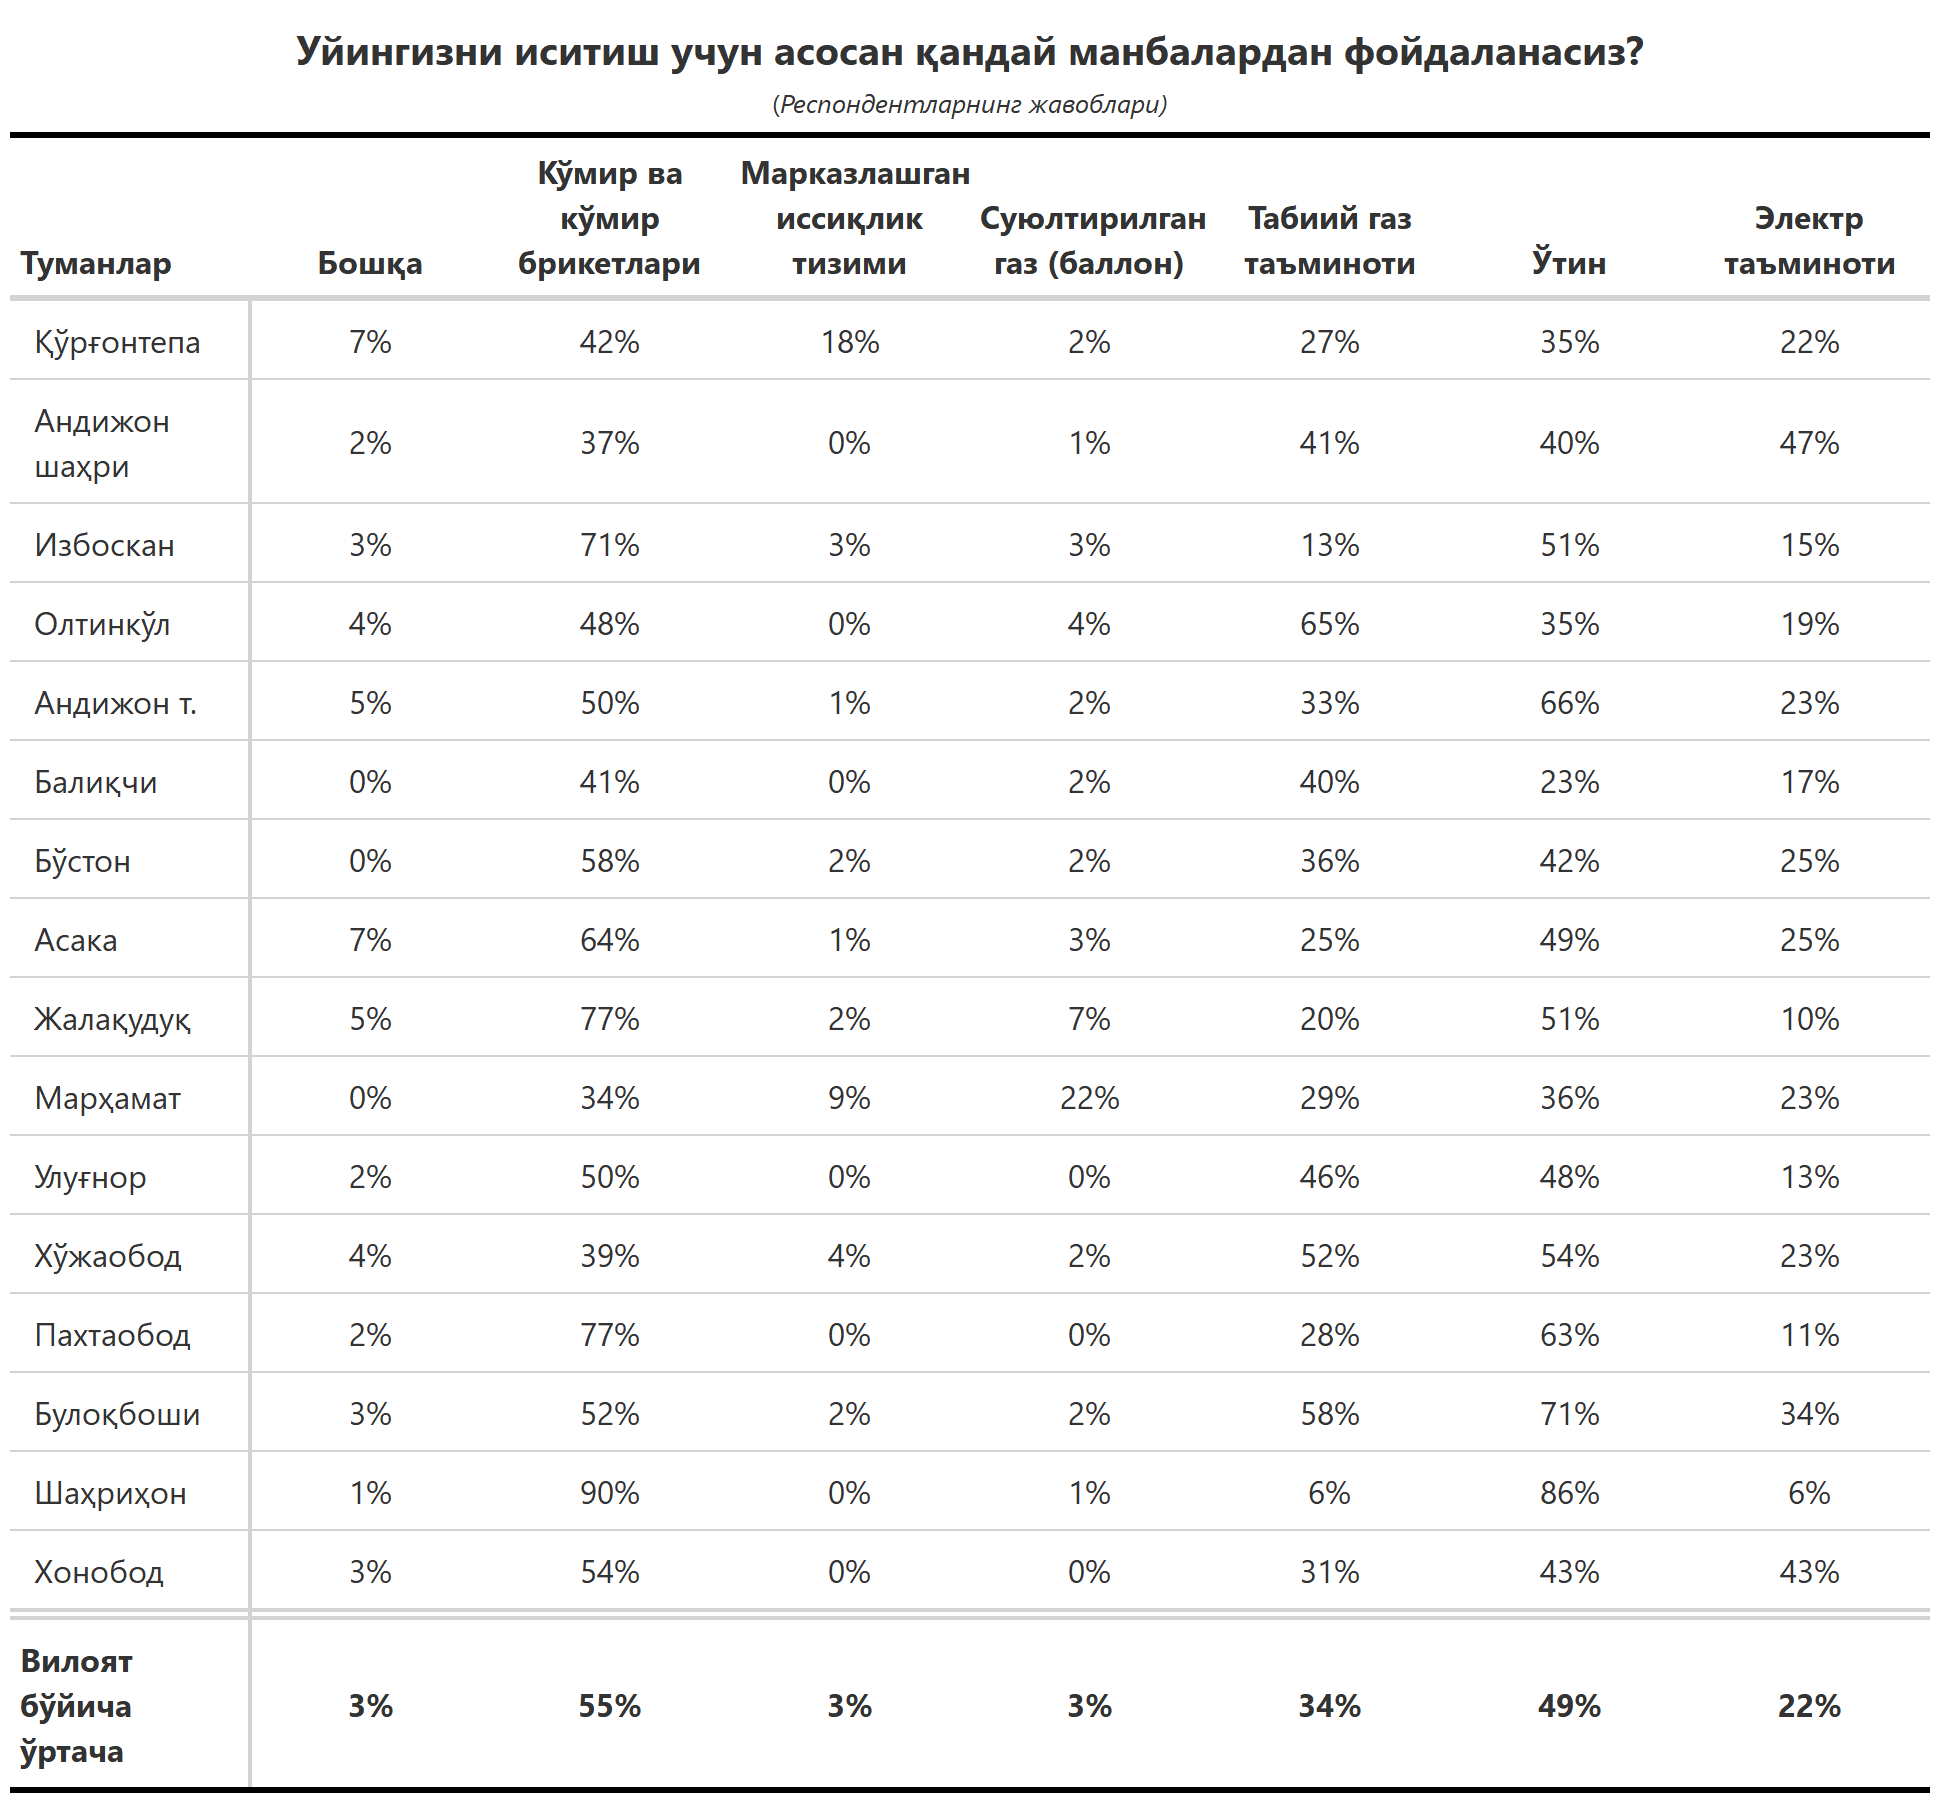 Уйингизни иситиш учун асосан қандай манбалардан фойдаланасиз?
(Респондентларнинг жавоблари)
Туманлар Бошқа Кўмир ва кўмир брикетлари Марказлашган иссиқлик тизими Суюлтирилган газ (баллон) Табиий газ таъминоти Ўтин Электр таъминоти
Қўрғонтепа 7% 42% 18% 2% 27% 35% 22%
Андижон шаҳри 2% 37% 0% 1% 41% 40% 47%
Избоскан 3% 71% 3% 3% 13% 51% 15%
Олтинкўл 4% 48% 0% 4% 65% 35% 19%
Андижон т. 5% 50% 1% 2% 33% 66% 23%
Балиқчи 0% 41% 0% 2% 40% 23% 17%
Бўстон 0% 58% 2% 2% 36% 42% 25%
Асака 7% 64% 1% 3% 25% 49% 25%
Жалақудуқ 5% 77% 2% 7% 20% 51% 10%
Марҳамат 0% 34% 9% 22% 29% 36% 23%
Улуғнор 2% 50% 0% 0% 46% 48% 13%
Хўжаобод 4% 39% 4% 2% 52% 54% 23%
Пахтаобод 2% 77% 0% 0% 28% 63% 11%
Булоқбоши 3% 52% 2% 2% 58% 71% 34%
Шаҳриҳон 1% 90% 0% 1% 6% 86% 6%
Хонобод 3% 54% 0% 0% 31% 43% 43%
Вилоят бўйича ўртача 3% 55% 3% 3% 34% 49% 22%